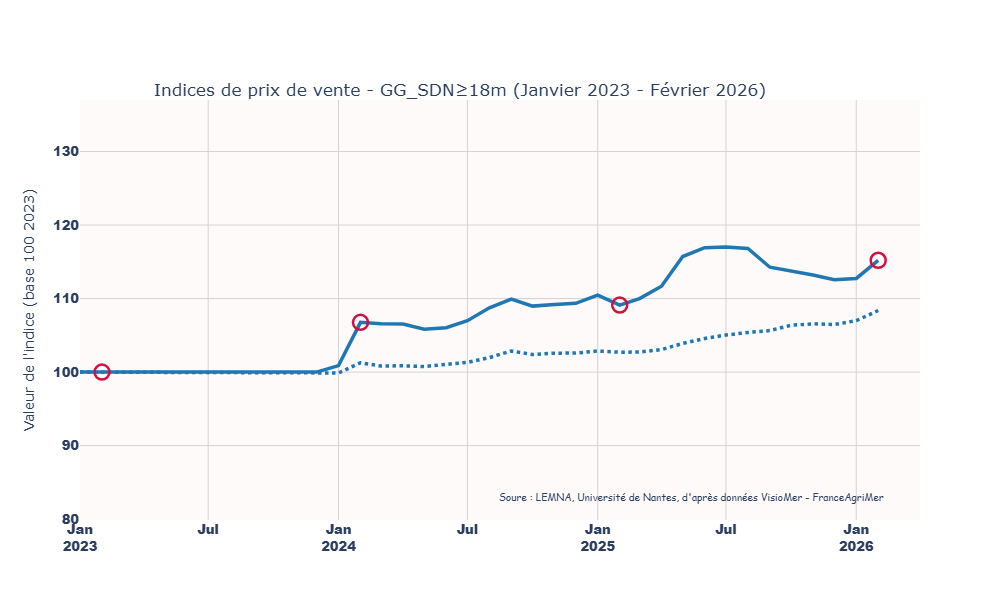 Indices de prix de vente - GG_SDN≥18m (Janvier 2023 - Février 2026)
Valeur de l'indice (base 100 2023)
130
120
110
100
90
80
Soure : LEMNA, Université de Nantes, d'après données VisioMer - FranceAgriMer
Jan Jul Jan Jul Jan Jul Jan
2023 2024 2025 2026